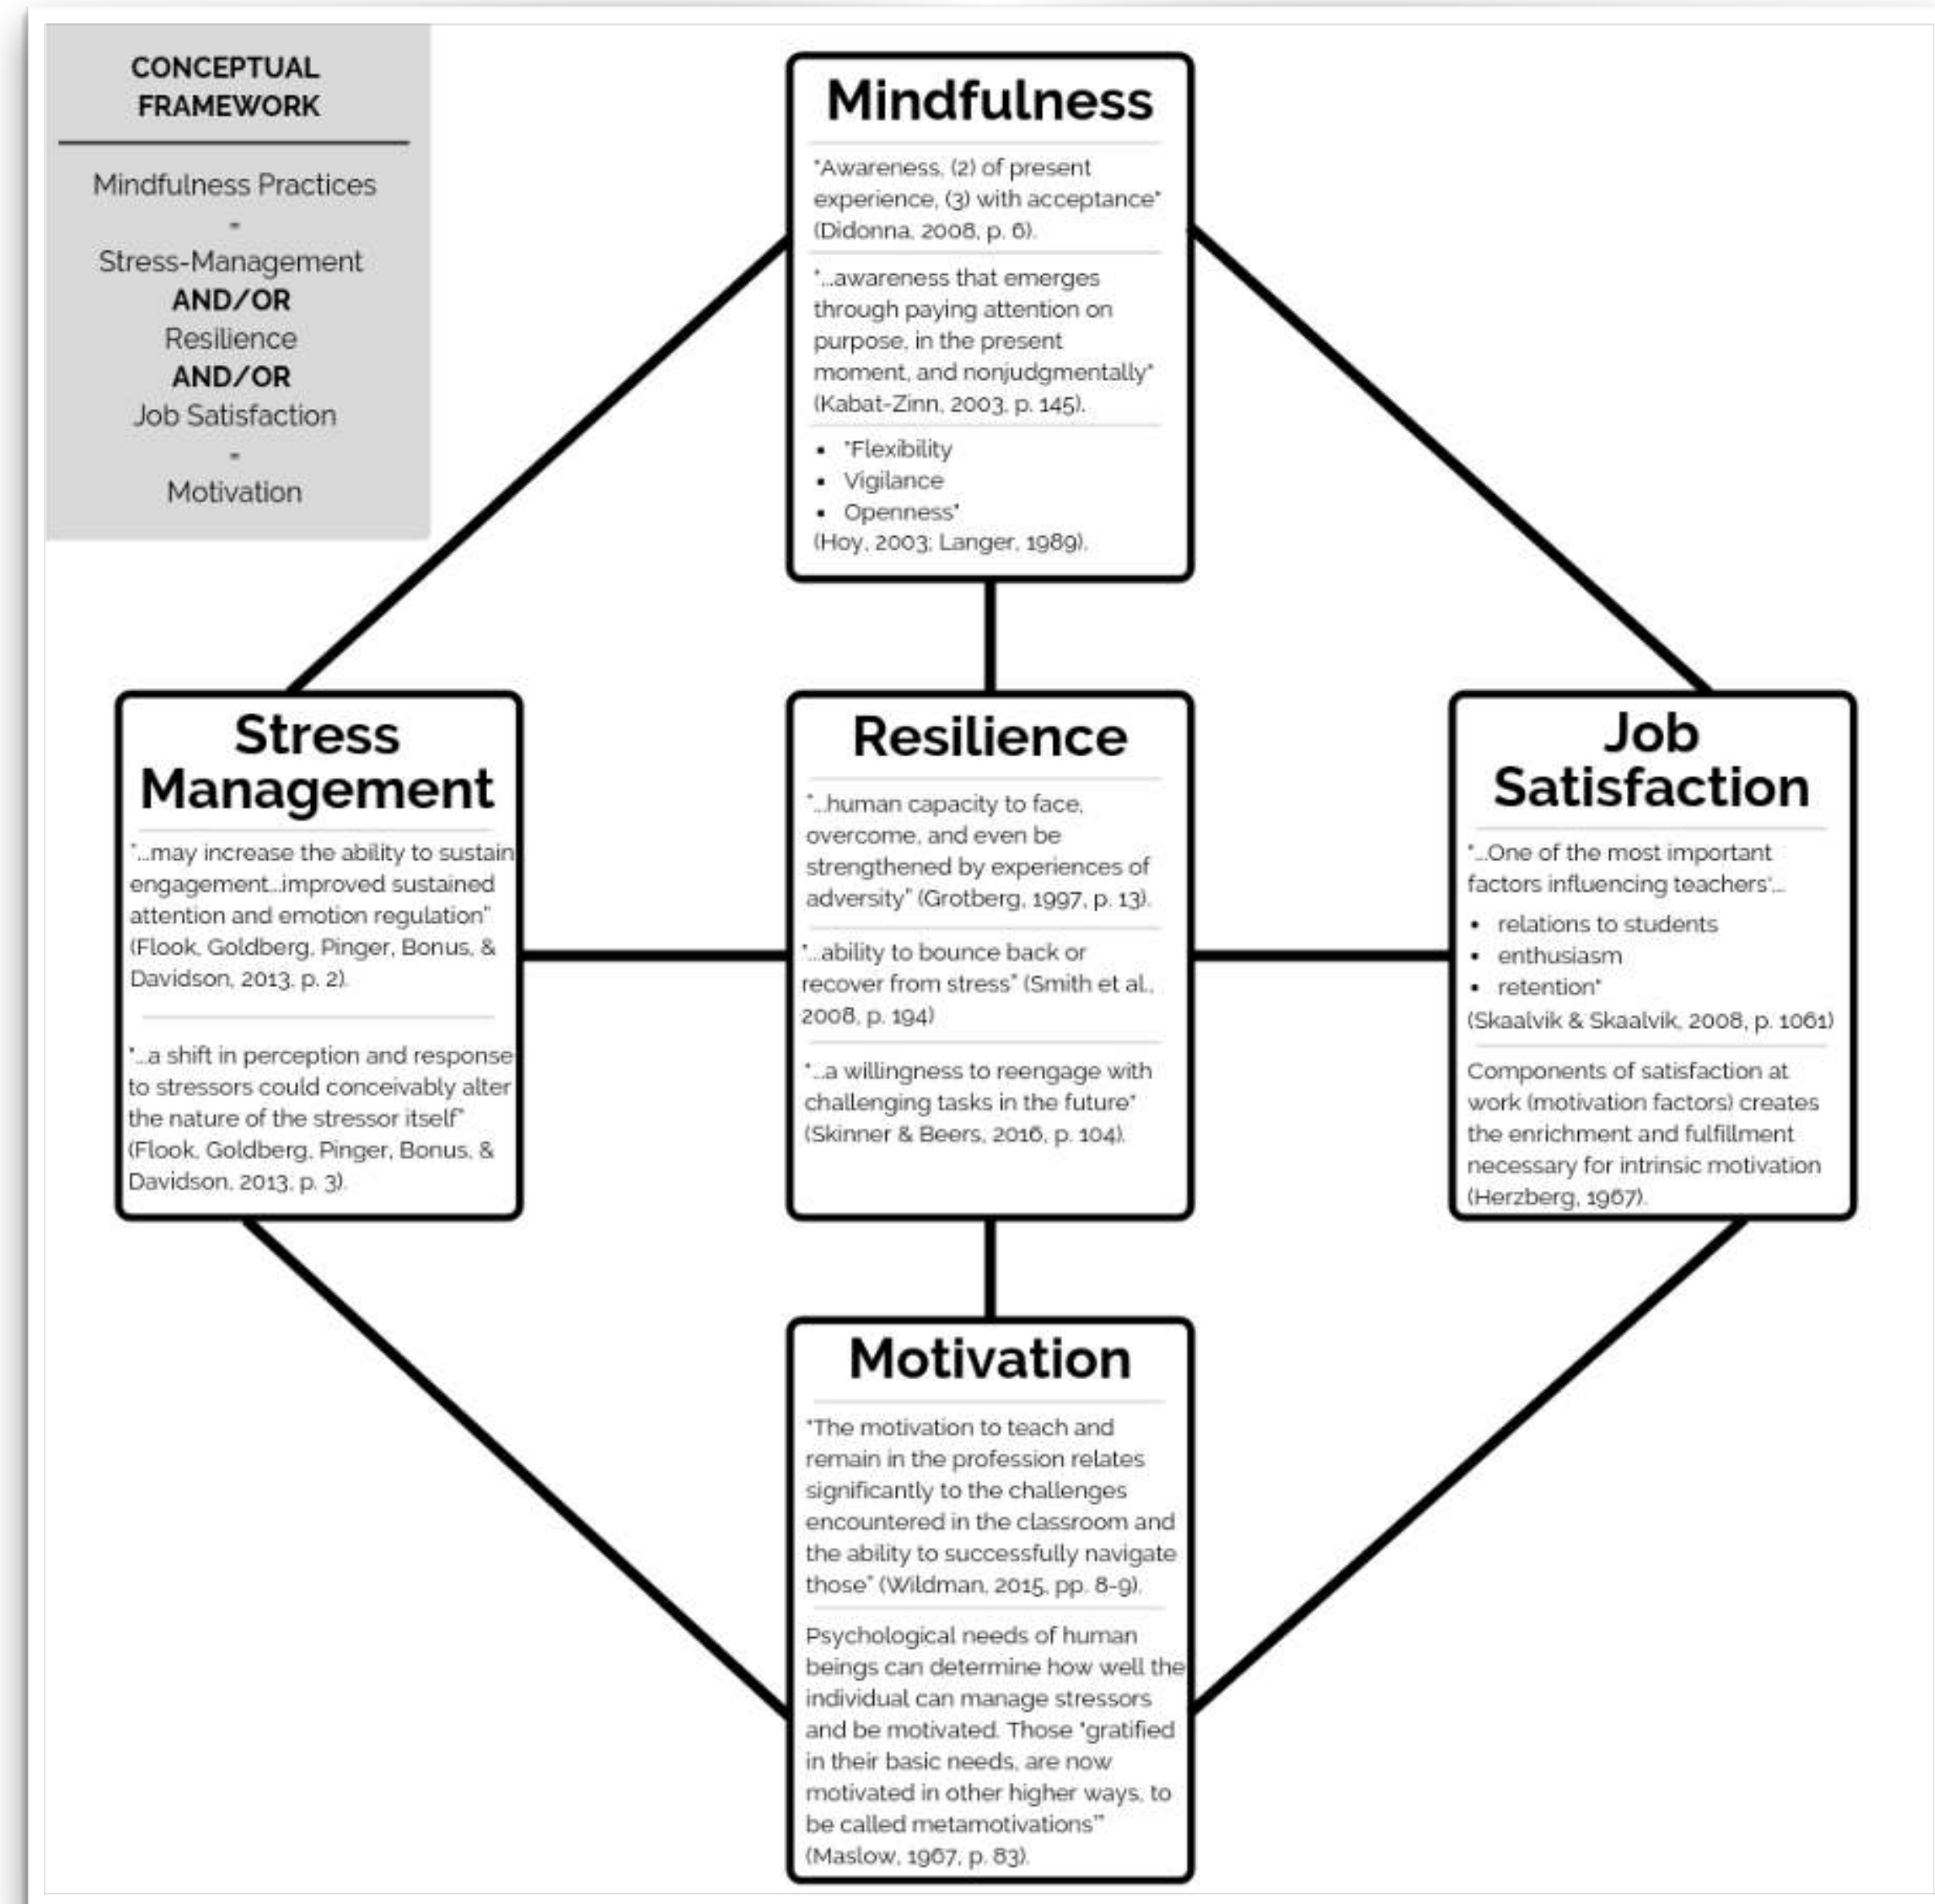 CONCEPTUAL
FRAMEWORK
Mindfulness Practices
=
Stress-Management
AND/OR
Resilience
AND/OR
Job Satisfaction
=
Motivation
Mindfulness
"Awareness, (2) of present
experience, (3) with acceptance"
(Didonna, 2008, p. 6).
"...awareness that emerges
through paying attention on
purpose, in the present
moment, and nonjudgmentally"
(Kabat-Zinn, 2003, p. 145).
• "Flexibility
• Vigilance
• Openness"
(Hoy, 2003; Langer, 1989).
Stress
Management
"...may increase the ability to sustain
engagement...improved sustained
attention and emotion regulation"
(Flook, Goldberg, Pinger, Bonus, &
Davidson, 2013, p. 2).
"...a shift in perception and response
to stressors could conceivably alter
the nature of the stressor itself"
(Flook, Goldberg, Pinger, Bonus, &
Davidson, 2013, p. 3).
Resilience
"...human capacity to face,
overcome, and even be
strengthened by experiences of
adversity" (Grotberg, 1997, p. 13).
"...ability to bounce back or
recover from stress" (Smith et al.,
2008, p. 194)
"...a willingness to reengage with
challenging tasks in the future"
(Skinner & Beers, 2016, p. 104).
Job
Satisfaction
"...One of the most important
factors influencing teachers'...
• relations to students
• enthusiasm
• retention"
(Skaalvik & Skaalvik, 2008, p. 1061)
Components of satisfaction at
work (motivation factors) creates
the enrichment and fulfillment
necessary for intrinsic motivation
(Herzberg, 1967).
Motivation
"The motivation to teach and
remain in the profession relates
significantly to the challenges
encountered in the classroom and
the ability to successfully navigate
those" (Wildman, 2015, pp. 8-9).
Psychological needs of human
beings can determine how well the
individual can manage stressors
and be motivated. Those "gratified
in their basic needs, are now
motivated in other higher ways, to
be called metamotivations'"
(Maslow, 1967, p. 83).